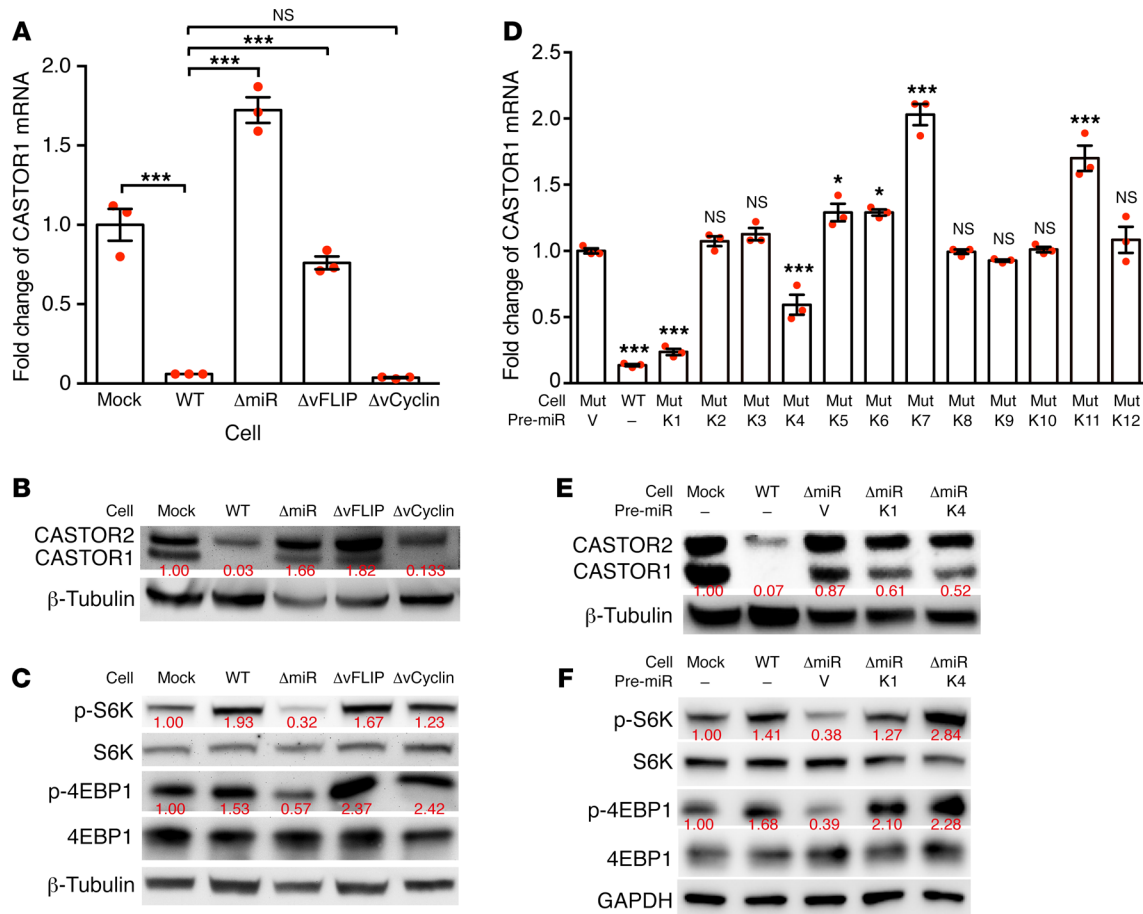 A
NS
***
***
***
Fold change of CASTOR1 mRNA
2.0
1.5
1.0
0.5
0
Mock WT ΔmiR ΔvFLIP ΔvCyclin
Cell
D
Fold change of CASTOR1 mRNA
2.5
2.0
1.5
1.0
0.5
0
*** *** NS NS *** * * *** NS NS NS *** NS
Cell Mut WT Mut Mut Mut Mut Mut Mut Mut Mut Mut Mut Mut Mut
Pre-miR V – K1 K2 K3 K4 K5 K6 K7 K8 K9 K10 K11 K12
B
Cell Mock WT ΔmiR ΔvFLIP ΔvCyclin
CASTOR2
CASTOR1
1.00 0.03 1.66 1.82 0.133
β-Tubulin
C
Cell Mock WT ΔmiR ΔvFLIP ΔvCyclin
p-S6K
1.00 1.93 0.32 1.67 1.23
S6K
p-4EBP1
1.00 1.53 0.57 2.37 2.42
4EBP1
β-Tubulin
E
Cell Mock WT ΔmiR ΔmiR ΔmiR
Pre-miR – – V K1 K4
CASTOR2
CASTOR1
1.00 0.07 0.87 0.61 0.52
β-Tubulin
F
Cell Mock WT ΔmiR ΔmiR ΔmiR
Pre-miR – – V K1 K4
p-S6K
1.00 1.41 0.38 1.27 2.84
S6K
p-4EBP1
1.00 1.68 0.39 2.10 2.28
4EBP1
GAPDH